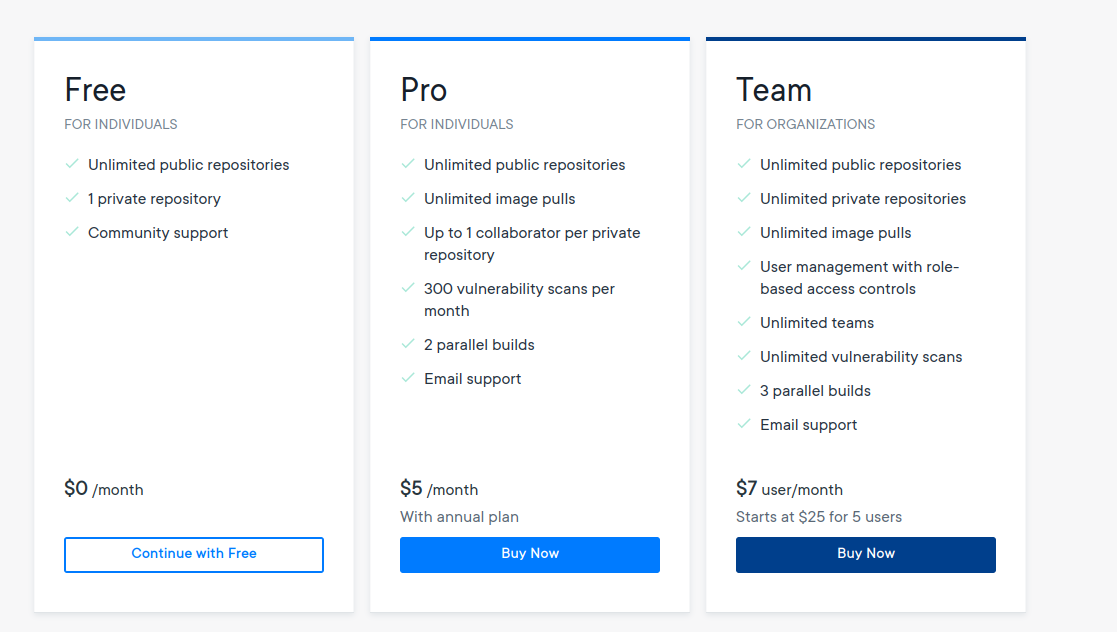 Free
FOR INDIVIDUALS
Unlimited public repositories
1 private repository
Community support
$0 /month
Continue with Free
Pro
FOR INDIVIDUALS
Unlimited public repositories
Unlimited image pulls
Up to 1 collaborator per private
repository
300 vulnerability scans per
month
2 parallel builds
Email support
$5 /month
With annual plan
Buy Now
Team
FOR ORGANIZATIONS
Unlimited public repositories
Unlimited private repositories
Unlimited image pulls
User management with role-
based access controls
Unlimited teams
Unlimited vulnerability scans
3 parallel builds
Email support
$7 user/month
Starts at $25 for 5 users
Buy Now